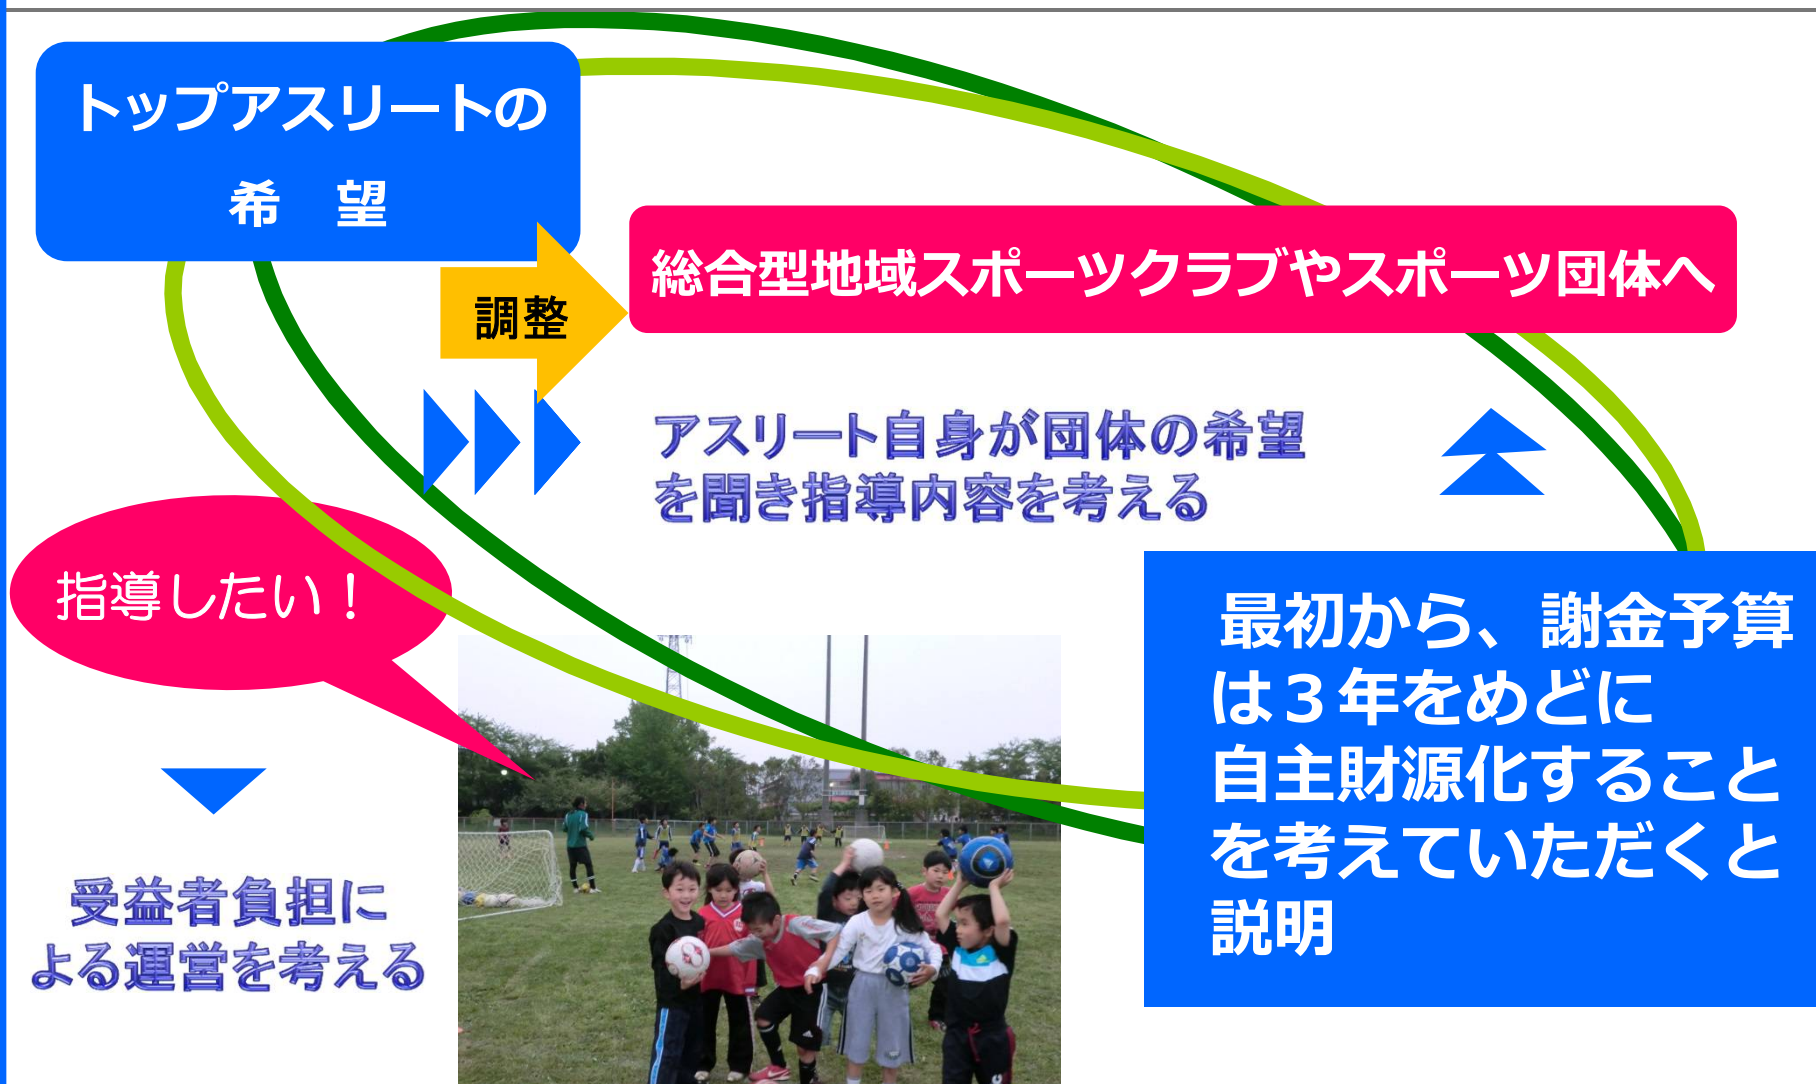 トップアスリートの
希　望
総合型地域スポーツクラブやスポーツ団体へ
調整
アスリート自身が団体の希望
を聞き指導内容を考える
指導したい！
最初から、謝金予算
は３年をめどに
自主財源化すること
を考えていただくと
説明
受益者負担に
よる運営を考える